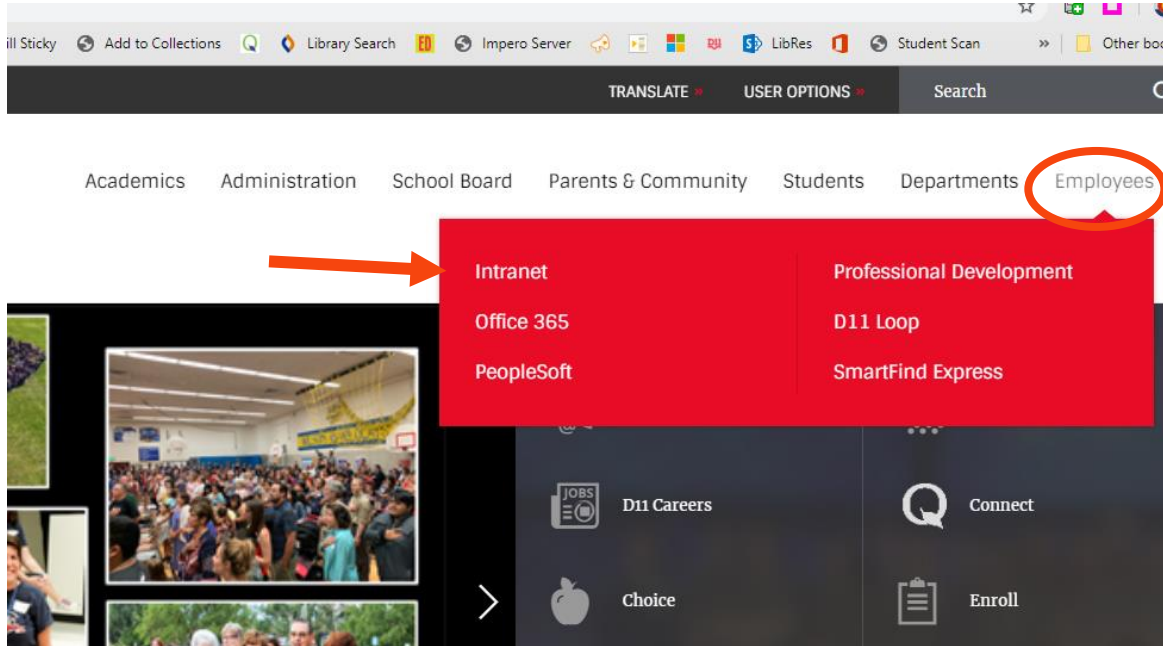 ill Sticky Add to Collections Library Search ED Impero Server LibRes Student Scan » Other boo
TRANSLATE » USER OPTIONS » Search
Academics Administration School Board Parents & Community Students Departments Employees
Intranet Professional Development
Office 365 D11 Loop
PeopleSoft SmartFind Express
JOBS
D11 Careers Connect
Choice Enroll